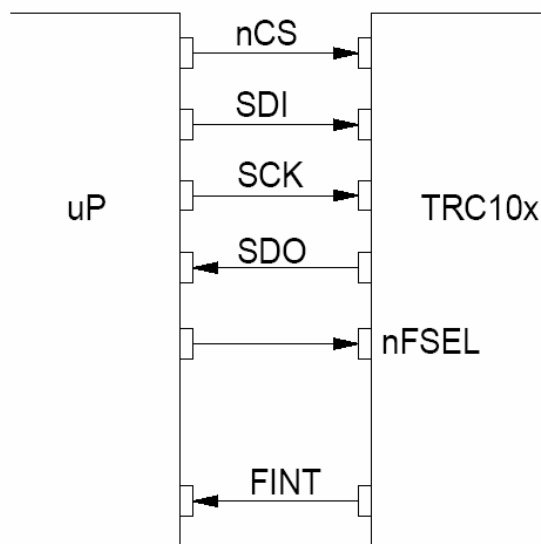 nCS
SDI
SCK
uP
TRC10x
SDO
nFSEL
FINT